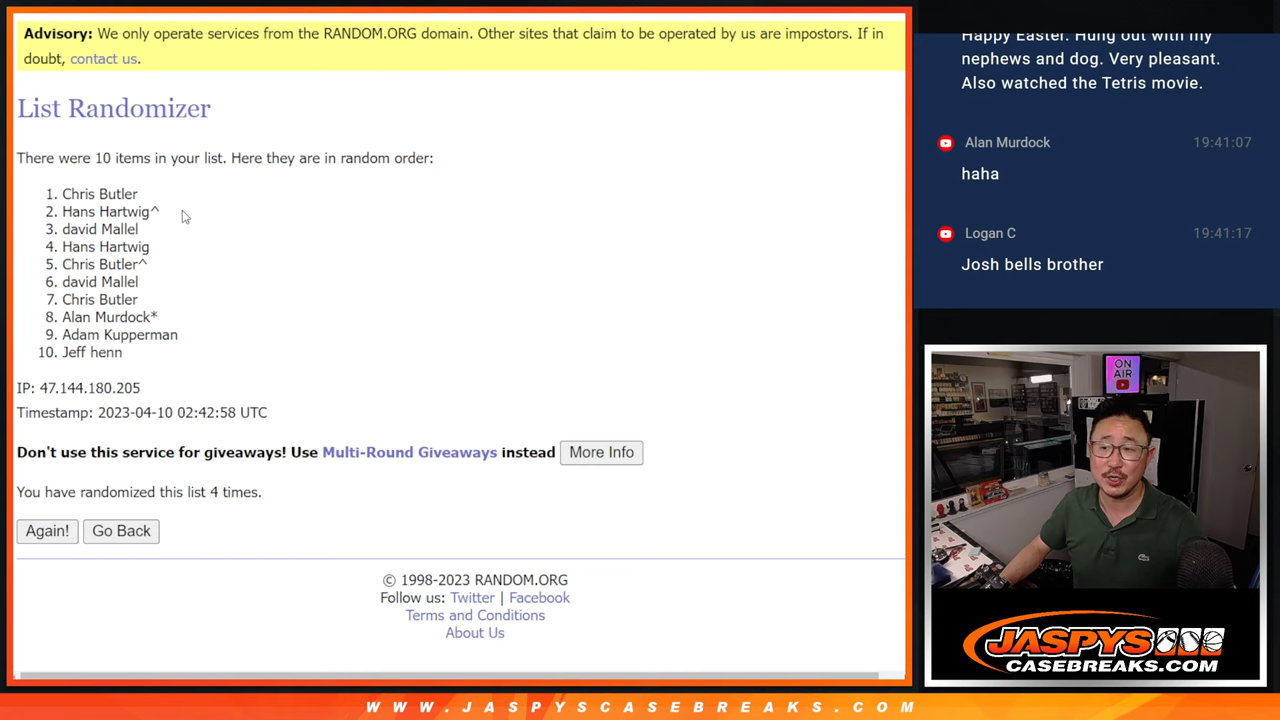 Advisory: We only operate services from the RANDOM.ORG domain. Other sites that claim to be operated by us are impostors. If in
doubt, contact us.
List Randomizer
There were 10 items in your list. Here they are in random order:
1. Chris Butler
2. Hans Hartwig^
3. david Mallel
4. Hans Hartwig
5. Chris Butler^
6. david Mallel
7. Chris Butler
8. Alan Murdock*
9. Adam Kupperman
10. Jeff henn
IP: 47.144.180.205
Timestamp: 2023-04-10 02:42:58 UTC
Don't use this service for giveaways! Use Multi-Round Giveaways instead More Info
You have randomized this list 4 times.
Again! Go Back
© 1998-2023 RANDOM.ORG
Follow us: Twitter | Facebook
Terms and Conditions
About Us
Happy Easter. Hung out with my
nephews and dog. Very pleasant.
Also watched the Tetris movie.
Alan Murdock 19:41:07
haha
Logan C 19:41:17
Josh bells brother
ON
AIR
JASPYS
CASEBREAKS.COM
WWW.JASPYSCASEBREAKS.COM